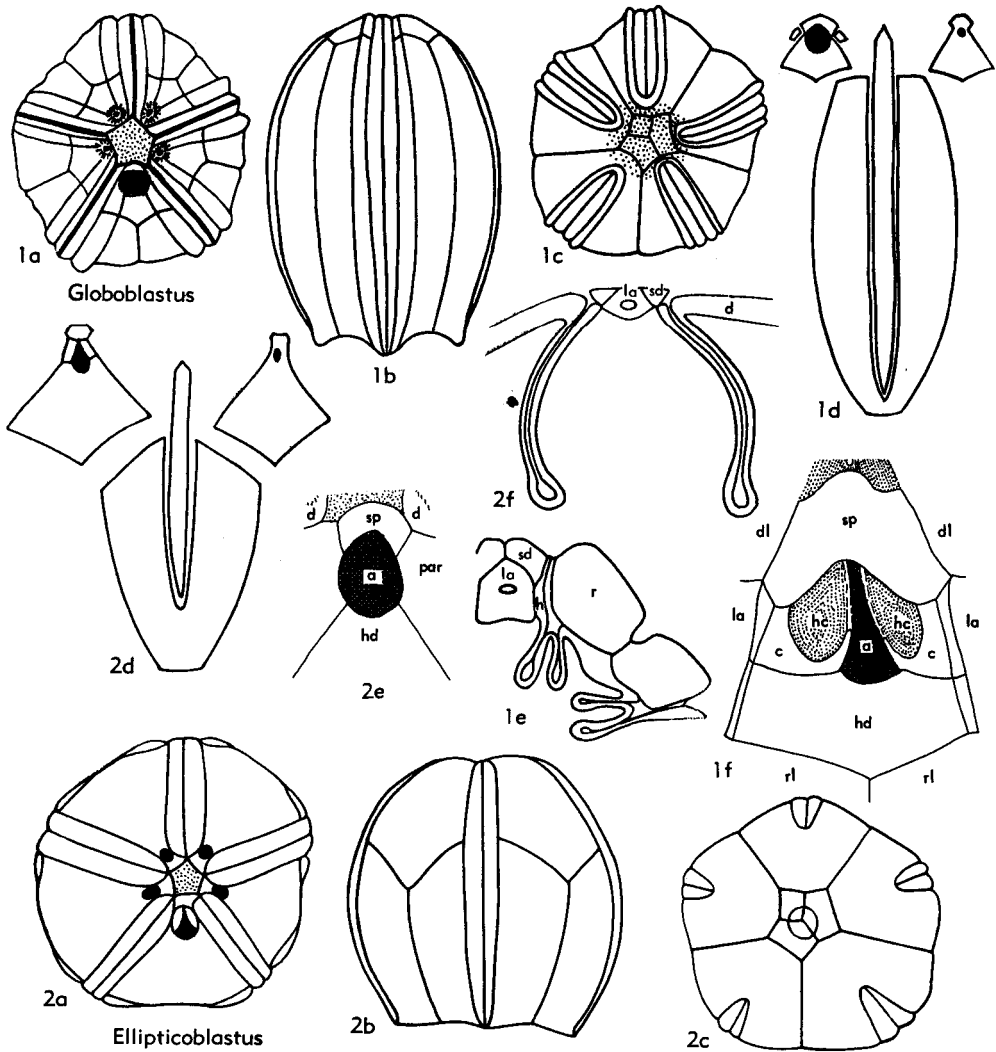 1a
Globoblastus
1b
1c
1d
la
sd
d
2f
2d
d
sp
d
a
par
hd
2e
sd
la
h
r
1e
dl
sp
dl
la
hc
hc
la
c
a
c
hd
1f
rl
rl
2a
Ellipticoblastus
2b
2c